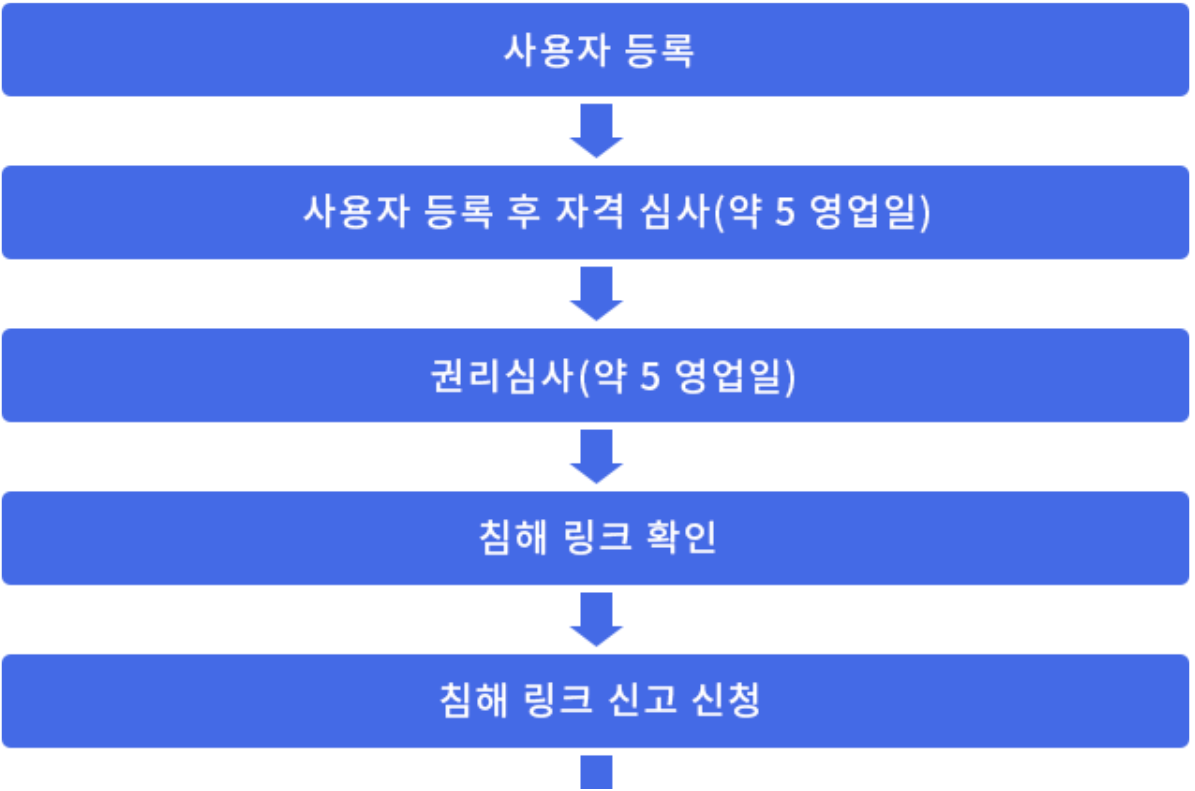 사용자 등록
사용자 등록 후 자격 심사(약 5 영업일)
권리심사(약 5 영업일)
침해 링크 확인
침해 링크 신고 신청